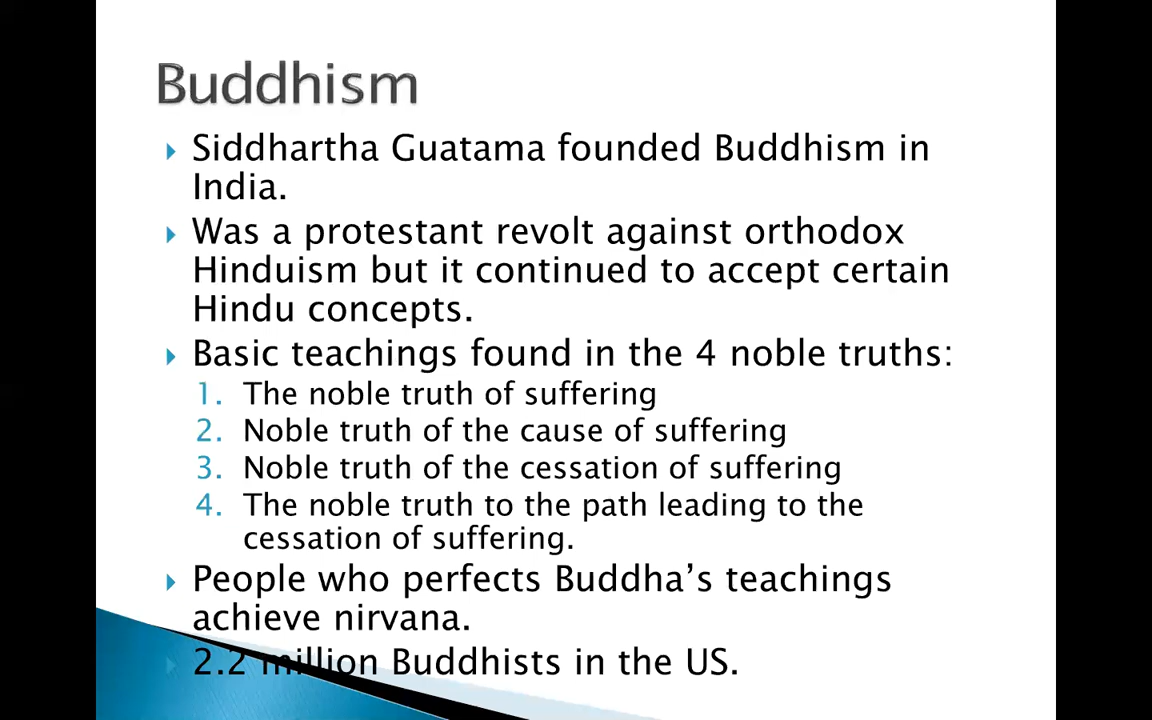 Buddhism
Siddhartha Guatama founded Buddhism in
India.
Was a protestant revolt against orthodox
Hinduism but it continued to accept certain
Hindu concepts.
Basic teachings found in the 4 noble truths:
1. The noble truth of suffering
2. Noble truth of the cause of suffering
3. Noble truth of the cessation of suffering
4. The noble truth to the path leading to the
cessation of suffering.
People who perfects Buddha’s teachings
achieve nirvana.
2.2 million Buddhists in the US.